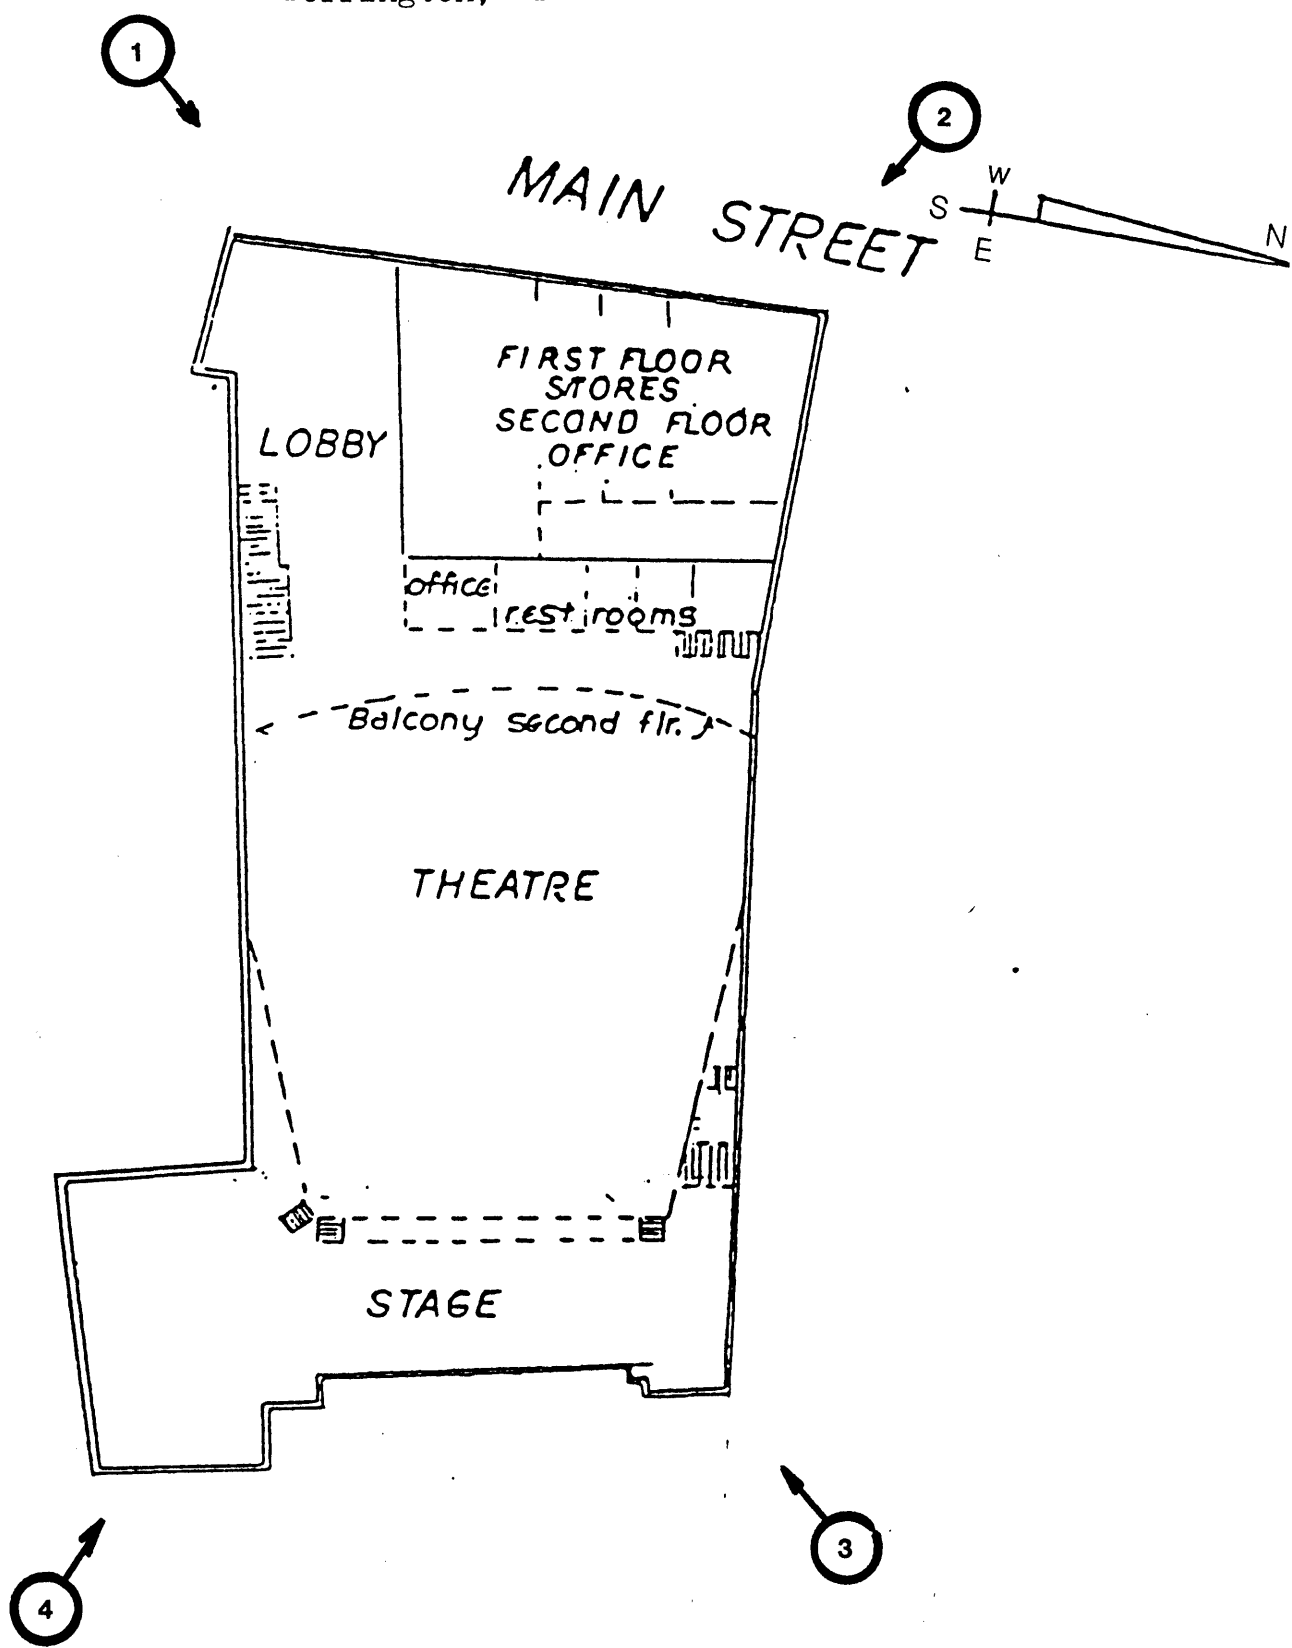 1
2
MAIN STREET
W
S
E
N
FIRST FLOOR
STORES
SECOND FLOOR
OFFICE
LOBBY
office
rest rooms
Balcony second flr.
THEATRE
STAGE
3
4